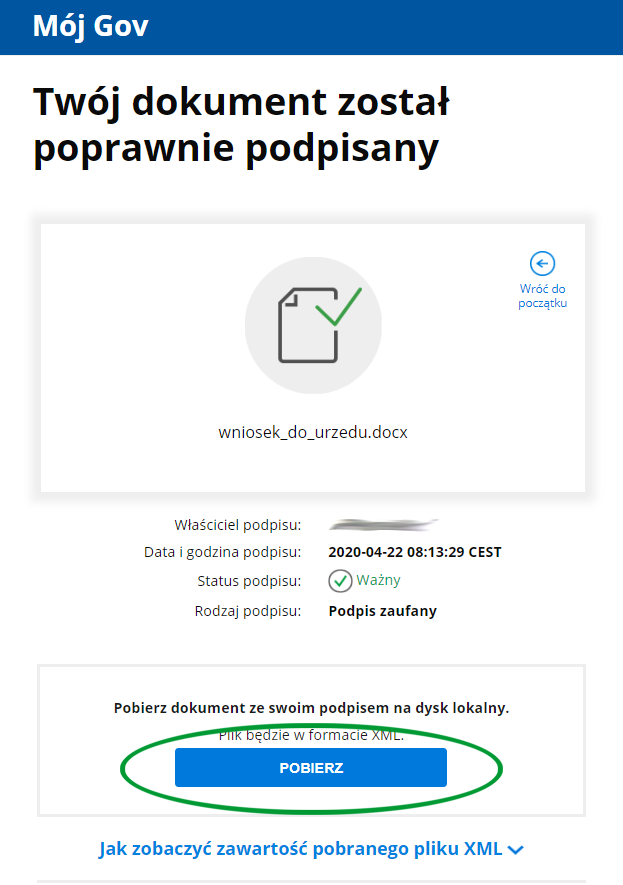 Mój Gov
Twój dokument został
poprawnie podpisany
Wróć do
początku
wniosek_do_urzedu.docx
Właściciel podpisu:
Data i godzina podpisu: 2020-04-22 08:13:29 CEST
Status podpisu: Ważny
Rodzaj podpisu: Podpis zaufany
Pobierz dokument ze swoim podpisem na dysk lokalny.
Plik będzie w formacie XML.
POBIERZ
Jak zobaczyć zawartość pobranego pliku XML